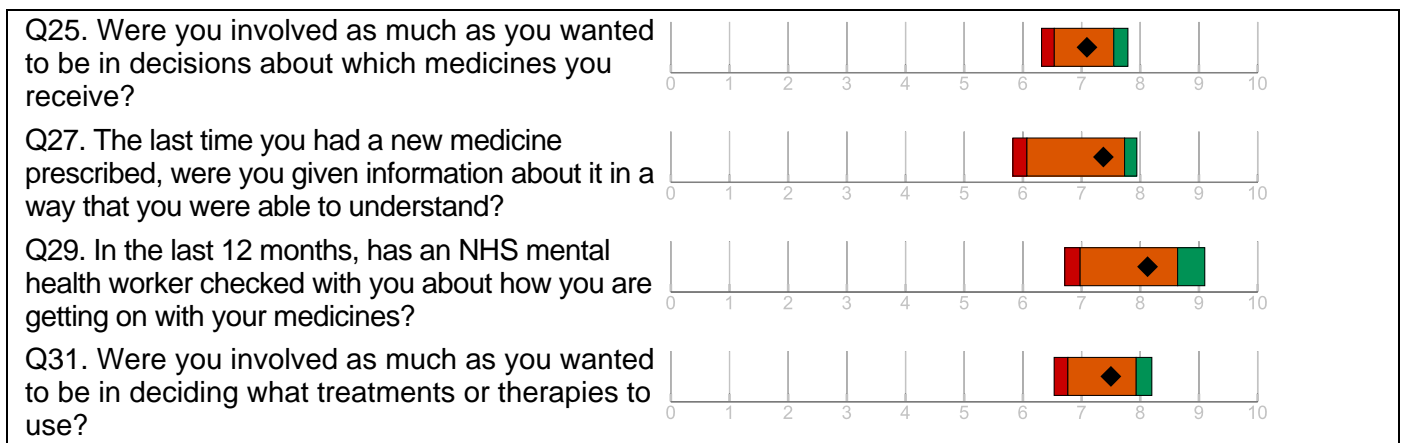 Q25. Were you involved as much as you wanted
to be in decisions about which medicines you
receive?
0 1 2 3 4 5 6 7 8 9 10
Q27. The last time you had a new medicine
prescribed, were you given information about it in a
way that you were able to understand?
0 1 2 3 4 5 6 7 8 9 10
Q29. In the last 12 months, has an NHS mental
health worker checked with you about how you are
getting on with your medicines?
0 1 2 3 4 5 6 7 8 9 10
Q31. Were you involved as much as you wanted
to be in deciding what treatments or therapies to
use?
0 1 2 3 4 5 6 7 8 9 10